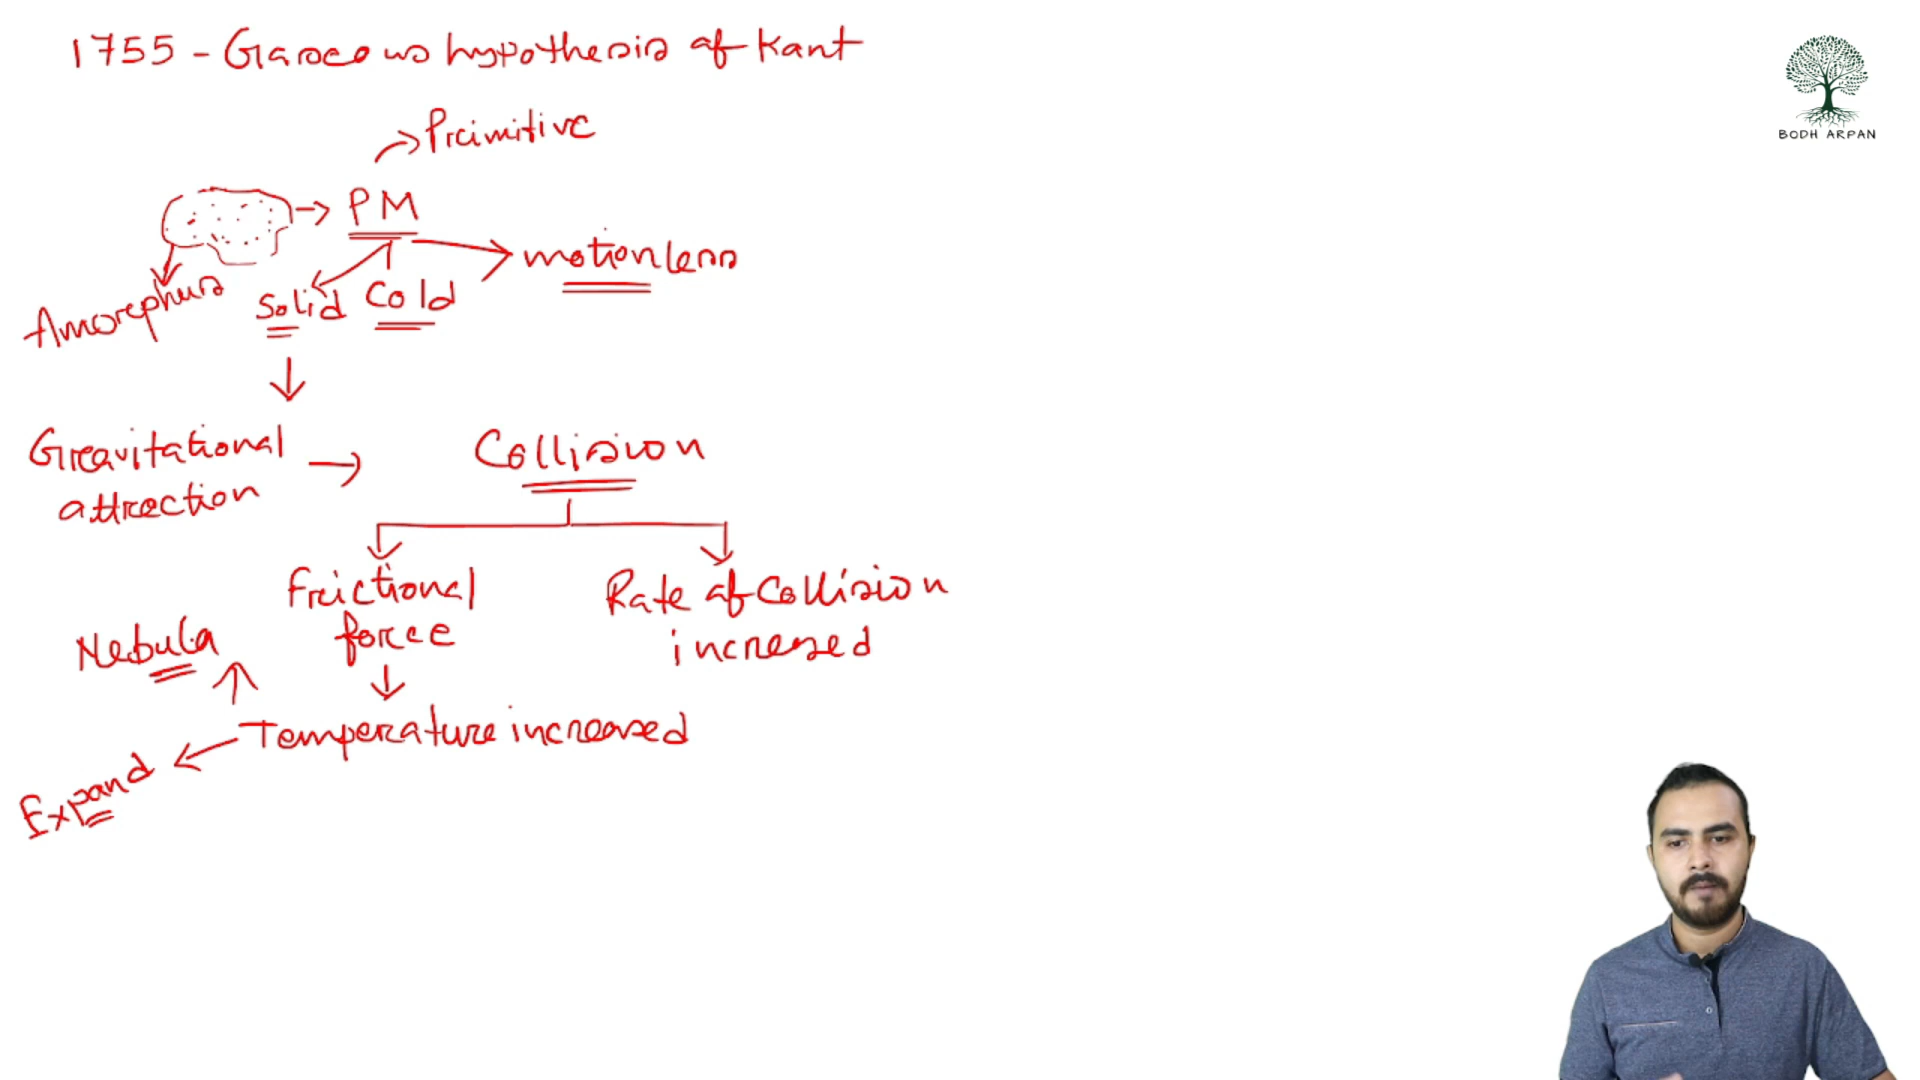 1755 - Gaseous hypothesis of Kant
BODH ARPAN
Primitive
PM
motionless
Amorphus
Solid
Cold
Gravitational
attraction
Collision
Frictional
force
Rate of Collision
increased
Nebula
Temperature increased
Expand